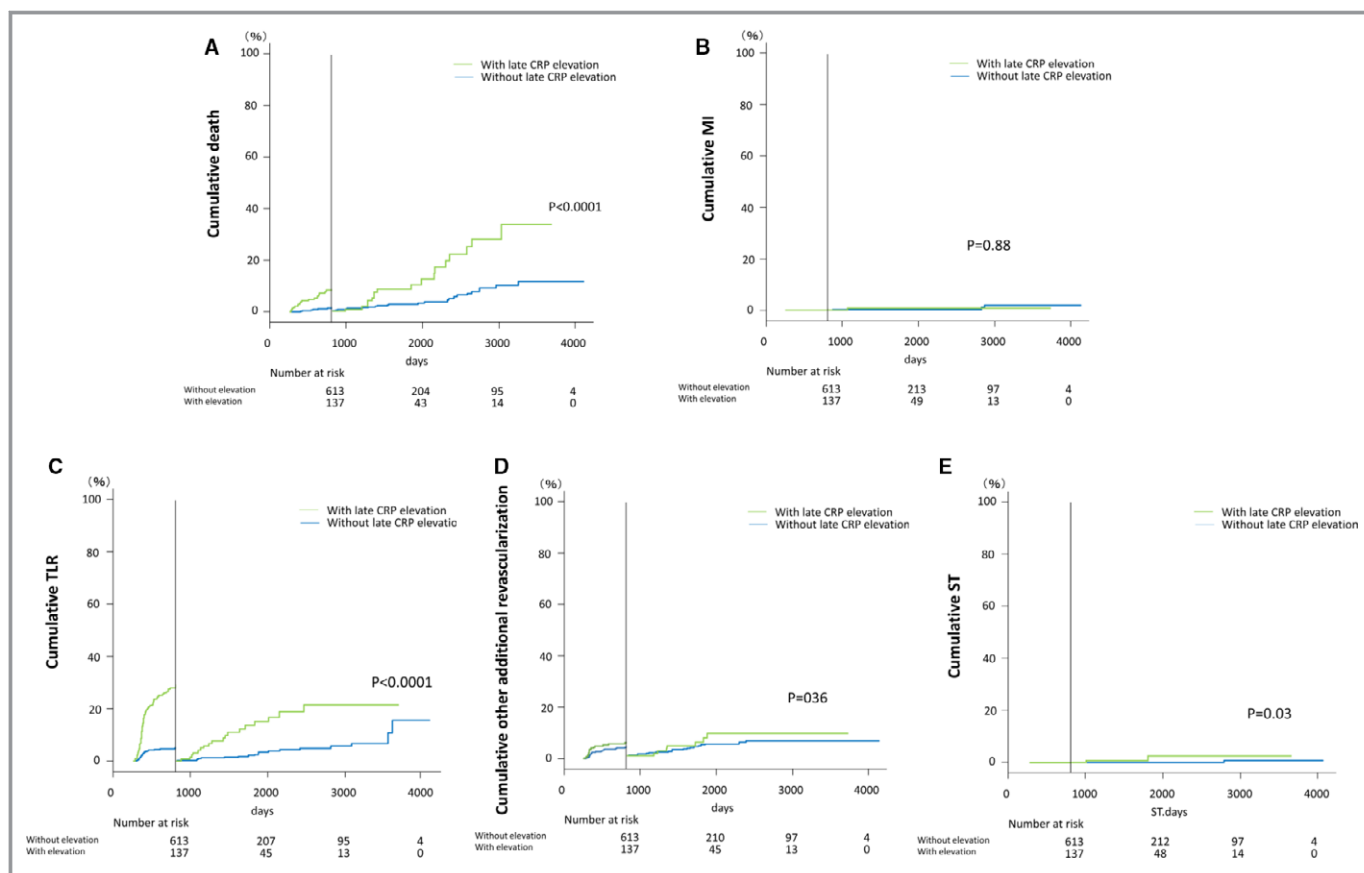 A
(%)
100
80
60
40
20
0
Cumulative death
With late CRP elevation
Without late CRP elevation
P<0.0001
0 1000 2000 3000 4000
days
Number at risk
Without elevation 613 204 95 4
With elevation 137 43 14 0
B
(%)
100
80
60
40
20
0
Cumulative MI
With late CRP elevation
Without late CRP elevation
P=0.88
0 1000 2000 3000 4000
days
Number at risk
Without elevation 613 213 97 4
With elevation 137 49 13 0
C
(%)
100
80
60
40
20
0
Cumulative TLR
With late CRP elevation
Without late CRP elevatio
P<0.0001
0 1000 2000 3000 4000
days
Number at risk
Without elevation 613 207 95 4
With elevation 137 45 13 0
D
(%)
100
80
60
40
20
0
Cumulative other additional revascularization
With late CRP elevation
Without late CRP elevation
P=036
0 1000 2000 3000 4000
days
Number at risk
Without elevation 613 210 97 4
With elevation 137 45 13 0
E
(%)
100
80
60
40
20
0
Cumulative ST
With late CRP elevation
Without late CRP elevation
P=0.03
0 1000 2000 3000 4000
ST.days
Number at risk
Without elevation 613 212 97 4
With elevation 137 48 14 0